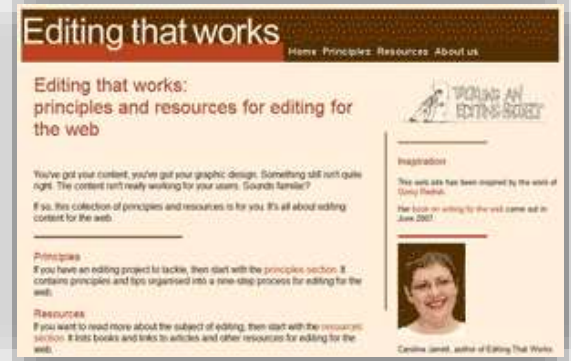 Editing that works
Home Principles Resources About us
Editing that works:
principles and resources for editing for
the web
You've got your content, you've got your graphic design. Something still isn't quite
right. The content isn't really working for your users. Sounds familiar?
If so, this collection of principles and resources is for you. It's all about editing
content for the web.
Principles
If you have an editing project to tackle, then start with the principles section. It
contains principles and tips organised into a nine-step process for editing for the
web.
Resources
If you want to read more about the subject of editing, then start with the resources
section. It lists books and links to articles and other resources for editing for the
web.
TACKLING AN
EDITING PROJECT
Inspiration
This web site has been inspired by the work of
Ginny Redish.
Her book on writing for the web came out in
June 2007.
Caroline Jarrett, author of Editing That Works